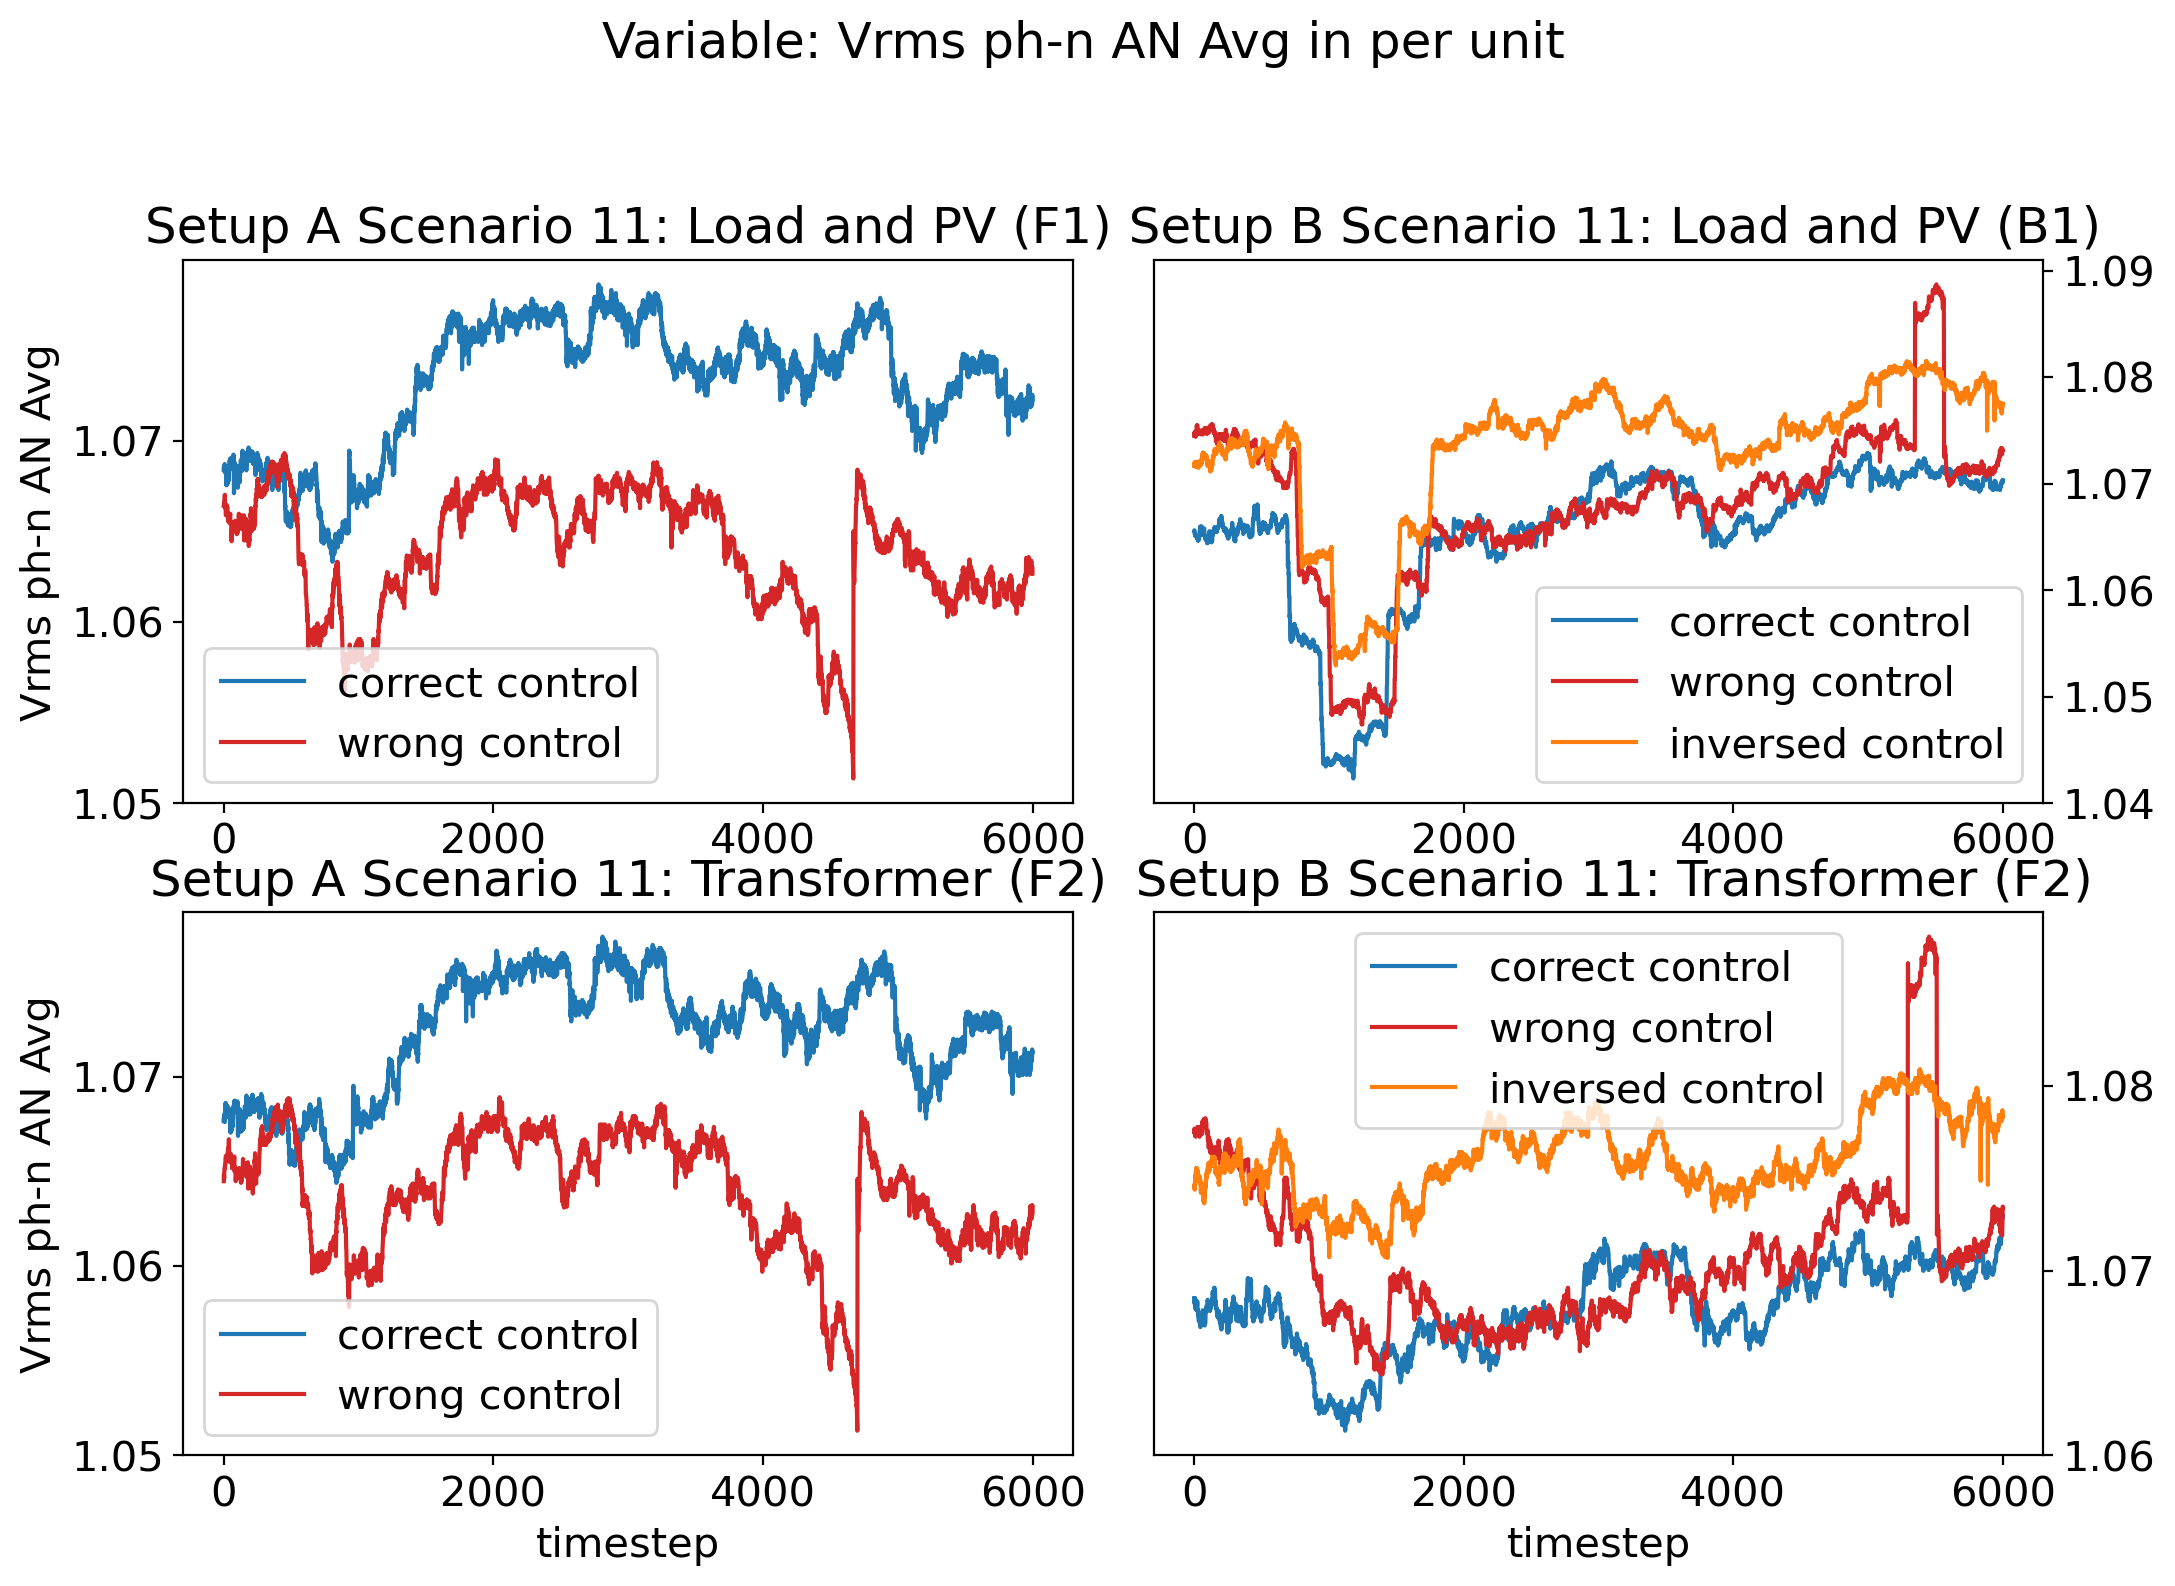 Variable: Vrms ph-n AN Avg in per unit
Setup A Scenario 11: Load and PV (F1)
Vrms ph-n AN Avg
1.07
1.06
1.05
0 2000 4000 6000
correct control
wrong control
Setup B Scenario 11: Load and PV (B1)
1.09
1.08
1.07
1.06
1.05
1.04
0 2000 4000 6000
correct control
wrong control
inversed control
Setup A Scenario 11: Transformer (F2)
Vrms ph-n AN Avg
1.07
1.06
1.05
0 2000 4000 6000
timestep
correct control
wrong control
Setup B Scenario 11: Transformer (F2)
correct control
wrong control
inversed control
1.08
1.07
1.06
0 2000 4000 6000
timestep